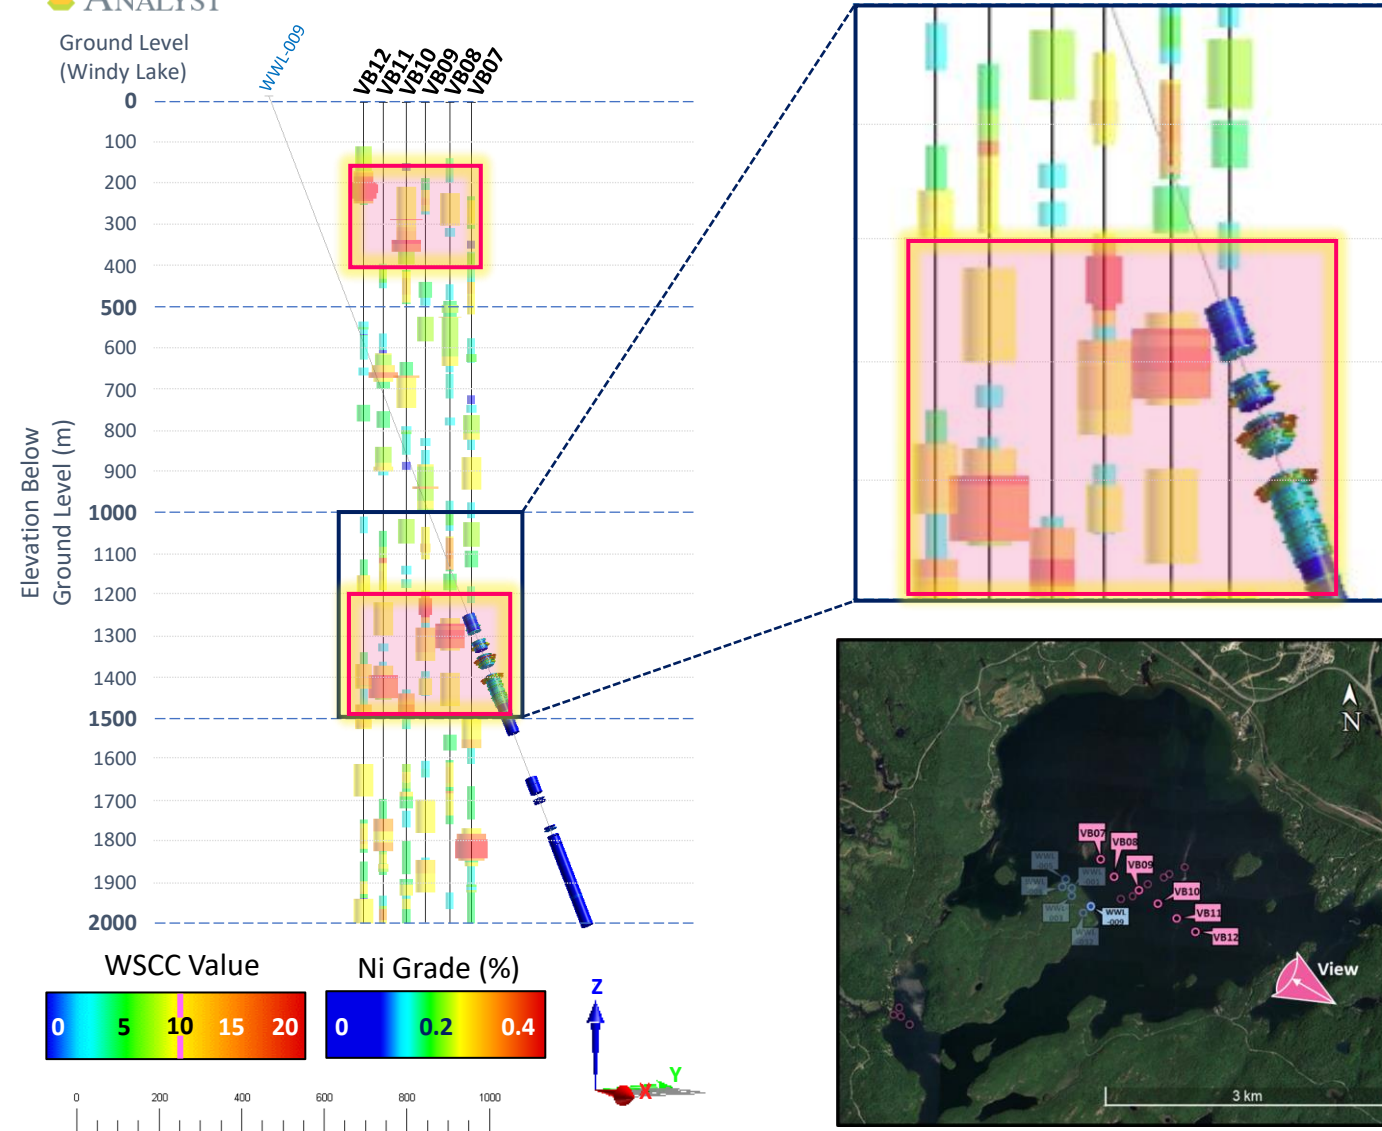 ANALYST
Ground Level
(Windy Lake)
WWL-009
VB12
VB11
VB10
VB09
VB08
VB07
0
100
200
300
400
500
600
700
800
900
1000
1100
1200
1300
1400
1500
1600
1700
1800
1900
2000
Elevation Below
Ground Level (m)
WSCC Value
0 5 10 15 20
Ni Grade (%)
0 0.2 0.4
0 200 400 600 800 1000
Z
Y
X
N
VB07
VB08
VB09
VB10
VB11
VB12
WWL
-009
View
3 km